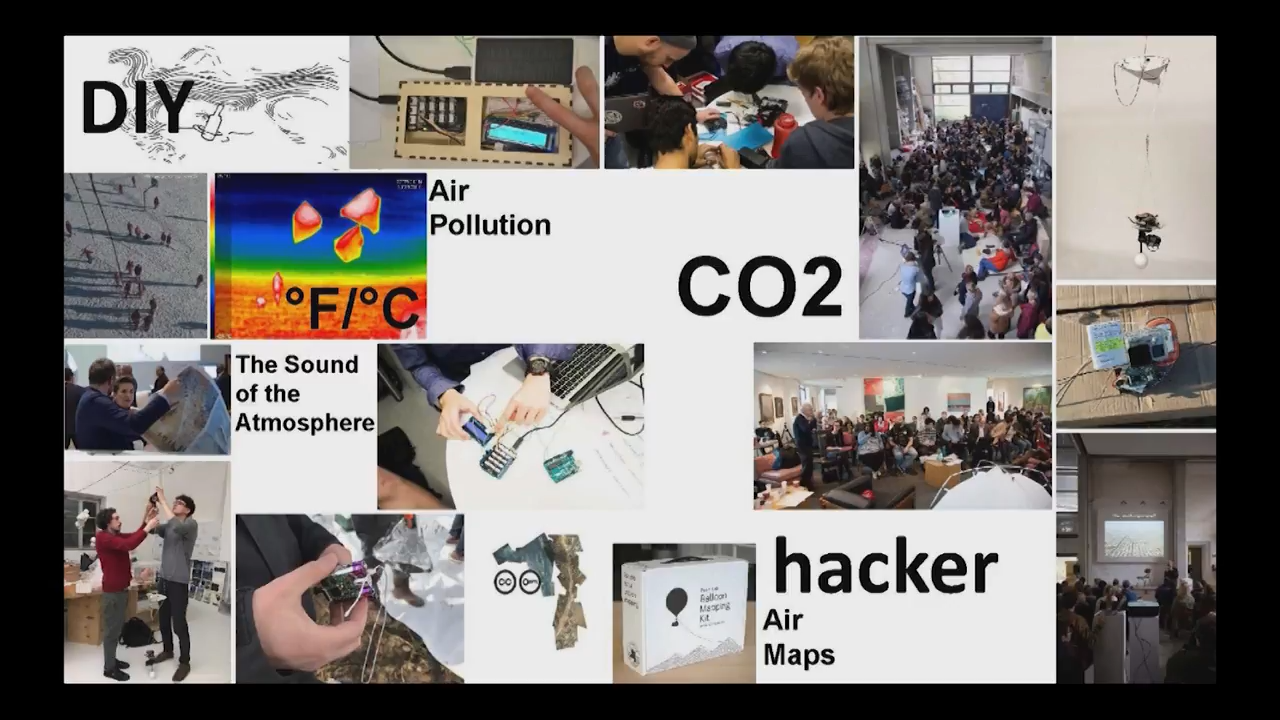 DIY
Air
Pollution
CO2
°F/°C
The Sound
of the
Atmosphere
hacker
Balloon
Mapping
Kit
Air
Maps